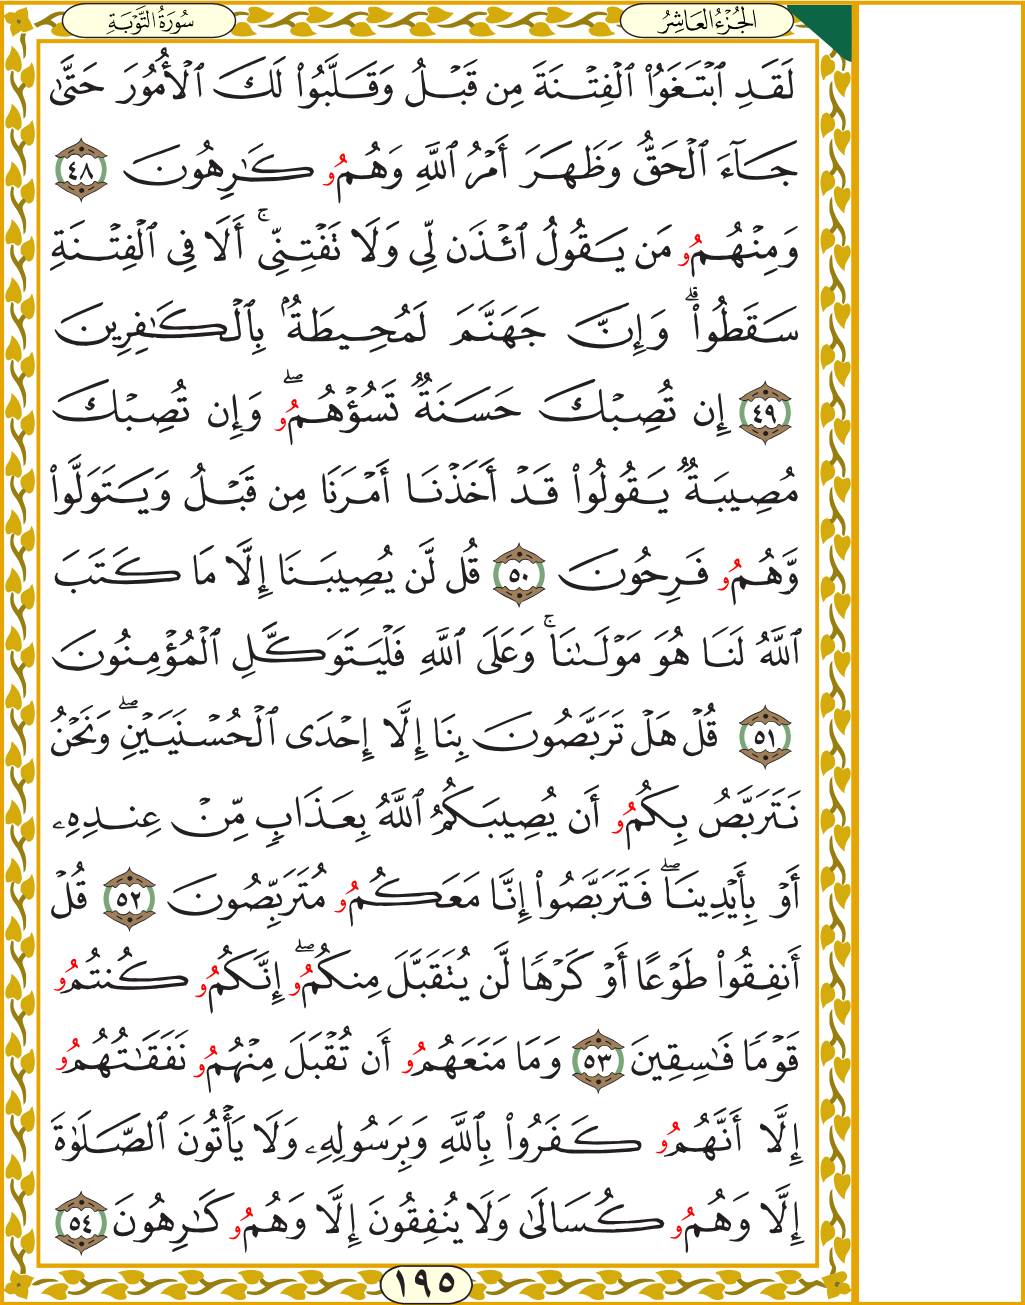 الجُزْءُ العَاشِرُ
سُورَةُ التَّوْبَةِ
لَقَدِ ٱبْتَغَوُا۟ ٱلْفِتْنَةَ مِن قَبْلُ وَقَلَّبُوا۟ لَكَ ٱلْأُمُورَ حَتَّىٰ
جَآءَ ٱلْحَقُّ وَظَهَرَ أَمْرُ ٱللَّهِ وَهُمُو كَٰرِهُونَ ٤٨
وَمِنْهُمُو مَن يَقُولُ ٱئْذَن لِّى وَلَا تَفْتِنِّىٓ ۚ أَلَا فِى ٱلْفِتْنَةِ
سَقَطُوا۟ ۗ وَإِنَّ جَهَنَّمَ لَمُحِيطَةُۢ بِٱلْكَٰفِرِينَ
٤٩ إِن تُصِبْكَ حَسَنَةٌ تَسُؤْهُمُو ۖ وَإِن تُصِبْكَ
مُصِيبَةٌ يَقُولُوا۟ قَدْ أَخَذْنَا أَمْرَنَا مِن قَبْلُ وَيَتَوَلَّوا۟
وَّهُمُو فَرِحُونَ ٥٠ قُل لَّن يُصِيبَنَا إِلَّا مَا كَتَبَ
ٱللَّهُ لَنَا هُوَ مَوْلَىٰنَا ۚ وَعَلَى ٱللَّهِ فَلْيَتَوَكَّلِ ٱلْمُؤْمِنُونَ
٥١ قُلْ هَلْ تَرَبَّصُونَ بِنَا إِلَّا إِحْدَى ٱلْحُسْنَيَيْنِ ۖ وَنَحْنُ
نَتَرَبَّصُ بِكُمُو أَن يُصِيبَكُمُ ٱللَّهُ بِعَذَابٍ مِّنْ عِندِهِۦ
أَوْ بِأَيْدِينَا ۖ فَتَرَبَّصُوا۟ إِنَّا مَعَكُمُو مُتَرَبِّصُونَ ٥٢ قُلْ
أَنفِقُوا۟ طَوْعًا أَوْ كَرْهًا لَّن يُتَقَبَّلَ مِنكُمُو ۖ إِنَّكُمُو كُنتُمُو
قَوْمًا فَٰسِقِينَ ٥٣ وَمَا مَنَعَهُمُو أَن تُقْبَلَ مِنْهُمُو نَفَقَٰتُهُمُو
إِلَّا أَنَّهُمُو كَفَرُوا۟ بِٱللَّهِ وَبِرَسُولِهِۦ وَلَا يَأْتُونَ ٱلصَّلَوٰةَ
إِلَّا وَهُمُو كُسَالَىٰ وَلَا يُنفِقُونَ إِلَّا وَهُمُو كَٰرِهُونَ ٥٤
١٩٥